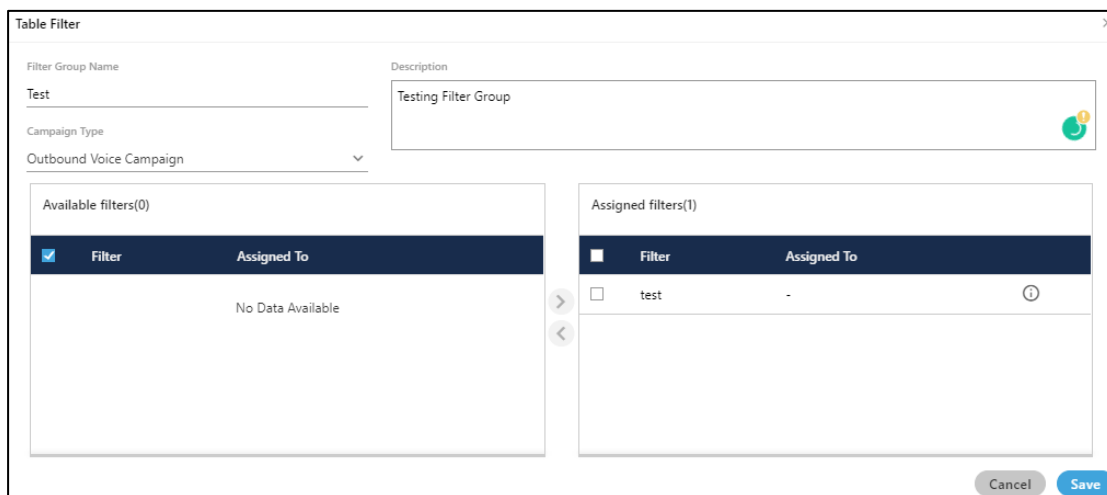 Table Filter
Filter Group Name
Description
Test
Testing Filter Group
Campaign Type
Outbound Voice Campaign
Available filters(0)
Assigned filters(1)
Filter Assigned To
Filter Assigned To
No Data Available
test -
Cancel Save